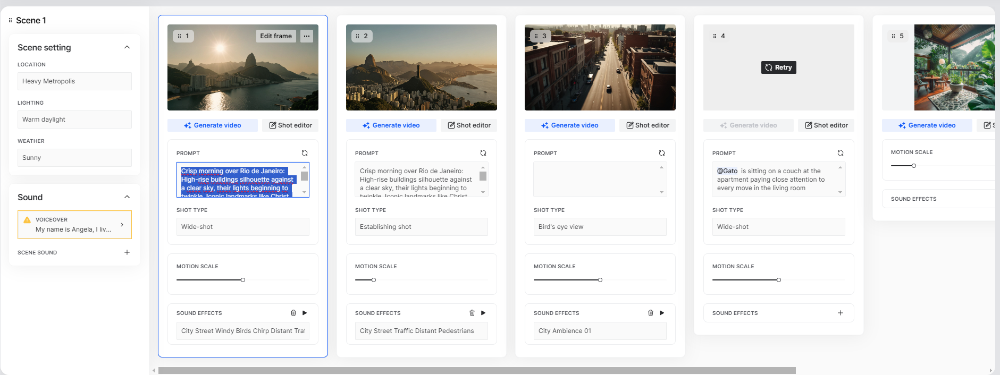 Scene 1
Scene setting
LOCATION
Heavy Metropolis
LIGHTING
Warm daylight
WEATHER
Sunny
Sound
VOICEOVER
My name is Angela, I liv...
SCENE SOUND
1
Edit frame
Generate video
Shot editor
PROMPT
Crisp morning over Rio de Janeiro:
High-rise buildings silhouette against
a clear sky, their lights beginning to
twinkle. Iconic landmarks like Christ
SHOT TYPE
Wide-shot
MOTION SCALE
SOUND EFFECTS
City Street Windy Birds Chirp Distant Traf
2
Generate video
Shot editor
PROMPT
Crisp morning over Rio de Janeiro:
High-rise buildings silhouette against
a clear sky, their lights beginning to
twinkle. Iconic landmarks like Christ
SHOT TYPE
Establishing shot
MOTION SCALE
SOUND EFFECTS
City Street Traffic Distant Pedestrians
3
Generate video
Shot editor
PROMPT
SHOT TYPE
Bird's eye view
MOTION SCALE
SOUND EFFECTS
City Ambience 01
4
Retry
Generate video
Shot editor
PROMPT
@Gato is sitting on a couch at the
apartment paying close attention to
every move in the living room
SHOT TYPE
Wide-shot
MOTION SCALE
SOUND EFFECTS
5
Generate video
S
MOTION SCALE
SOUND EFFECTS